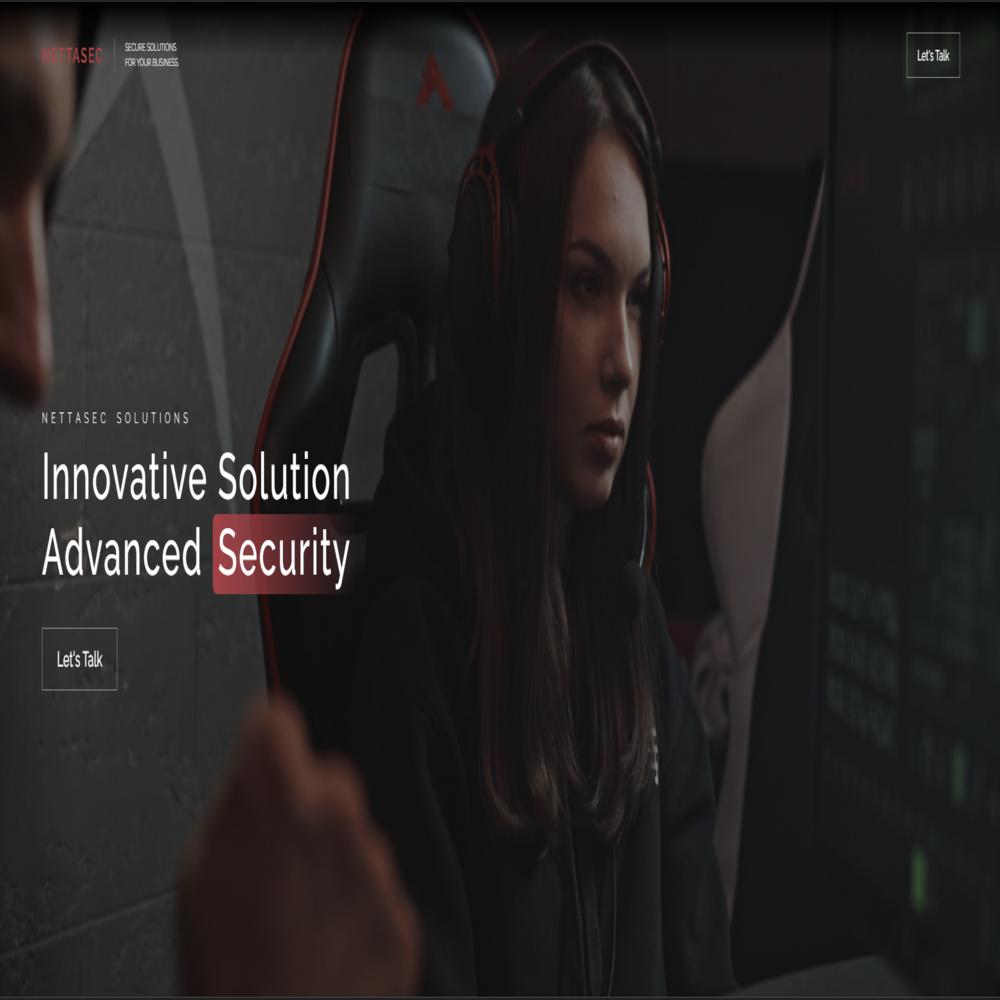 NETTASEC
SECURE SOLUTIONS
FOR YOUR BUSINESS.
Let's Talk
NETTASEC SOLUTIONS
Innovative Solution
Advanced Security
Let's Talk